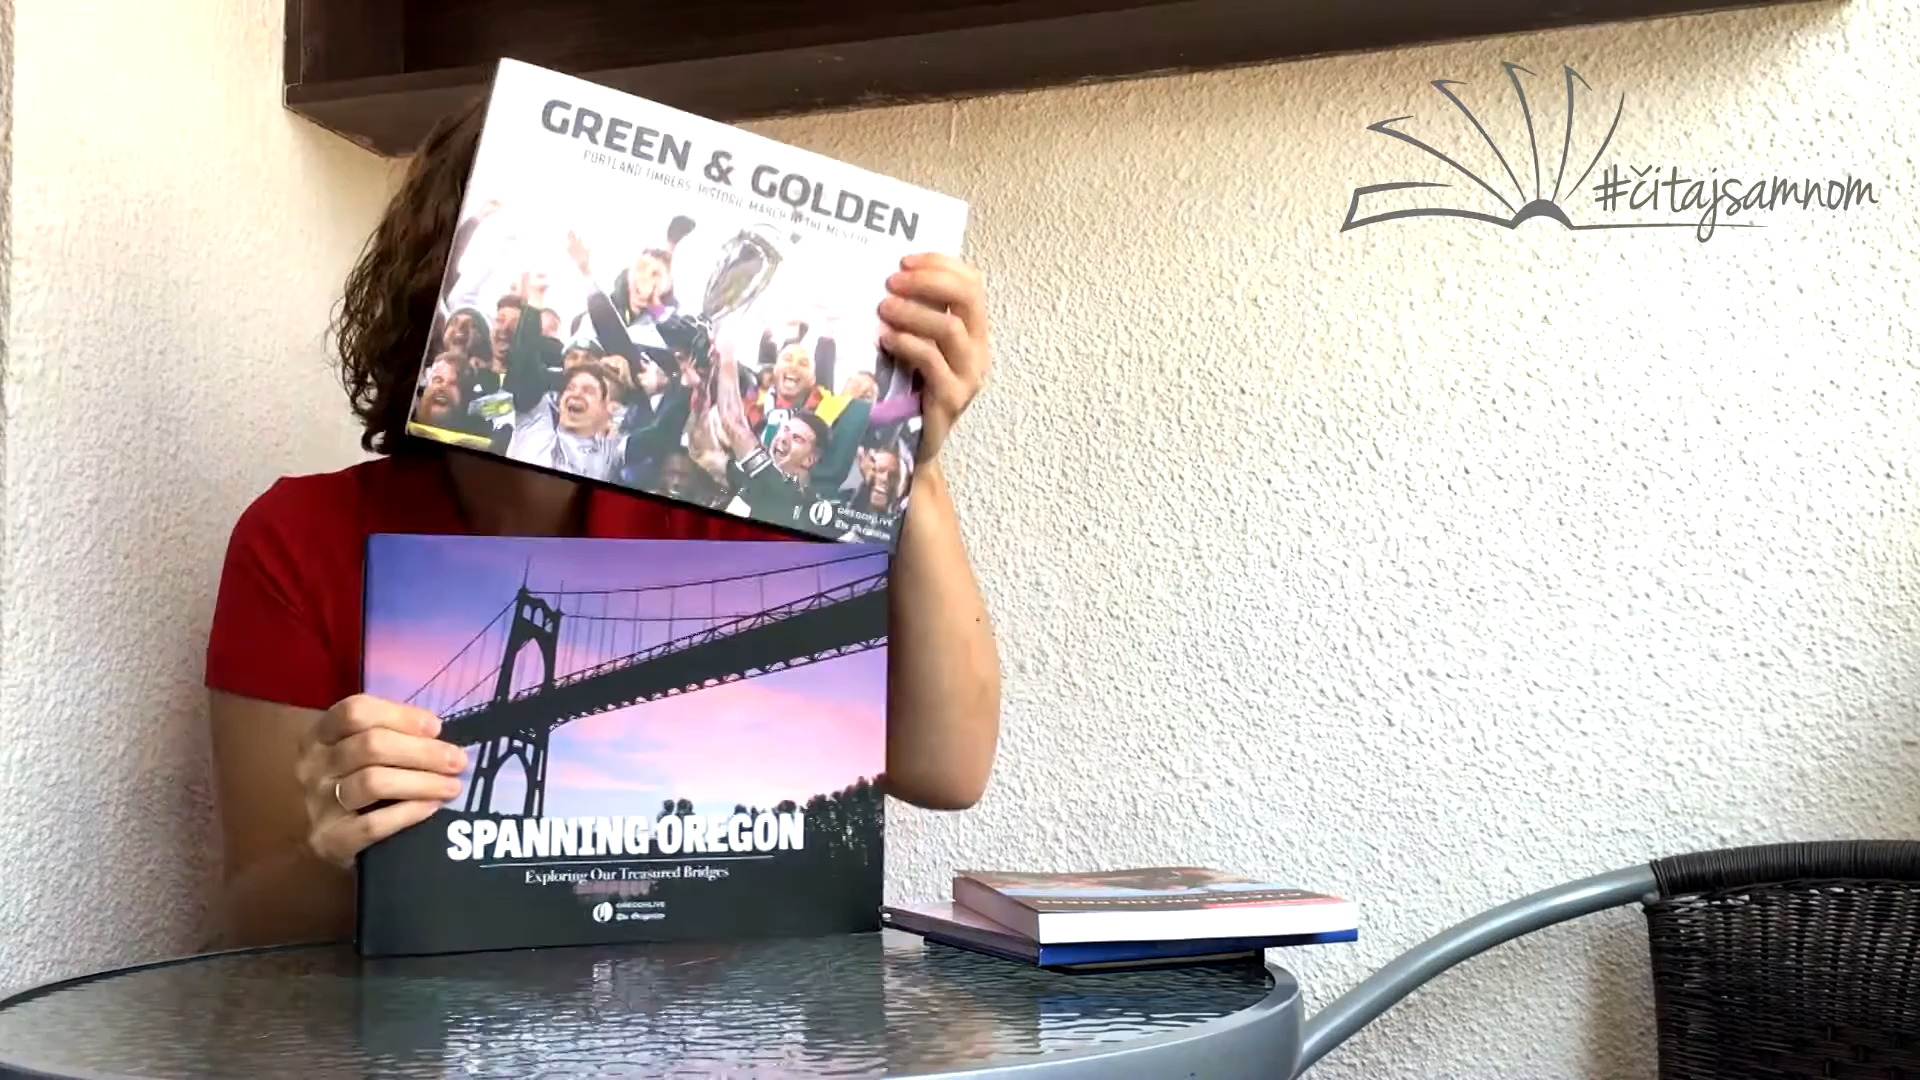 GREEN & GOLDEN
PORTLAND TIMBERS' HISTORIC MARCH TO THE MLS CUP
OREGONLIVE
The Oregonian
#čitajsamnom
SPANNING OREGON
Exploring Our Treasured Bridges
OREGONLIVE
The Oregonian